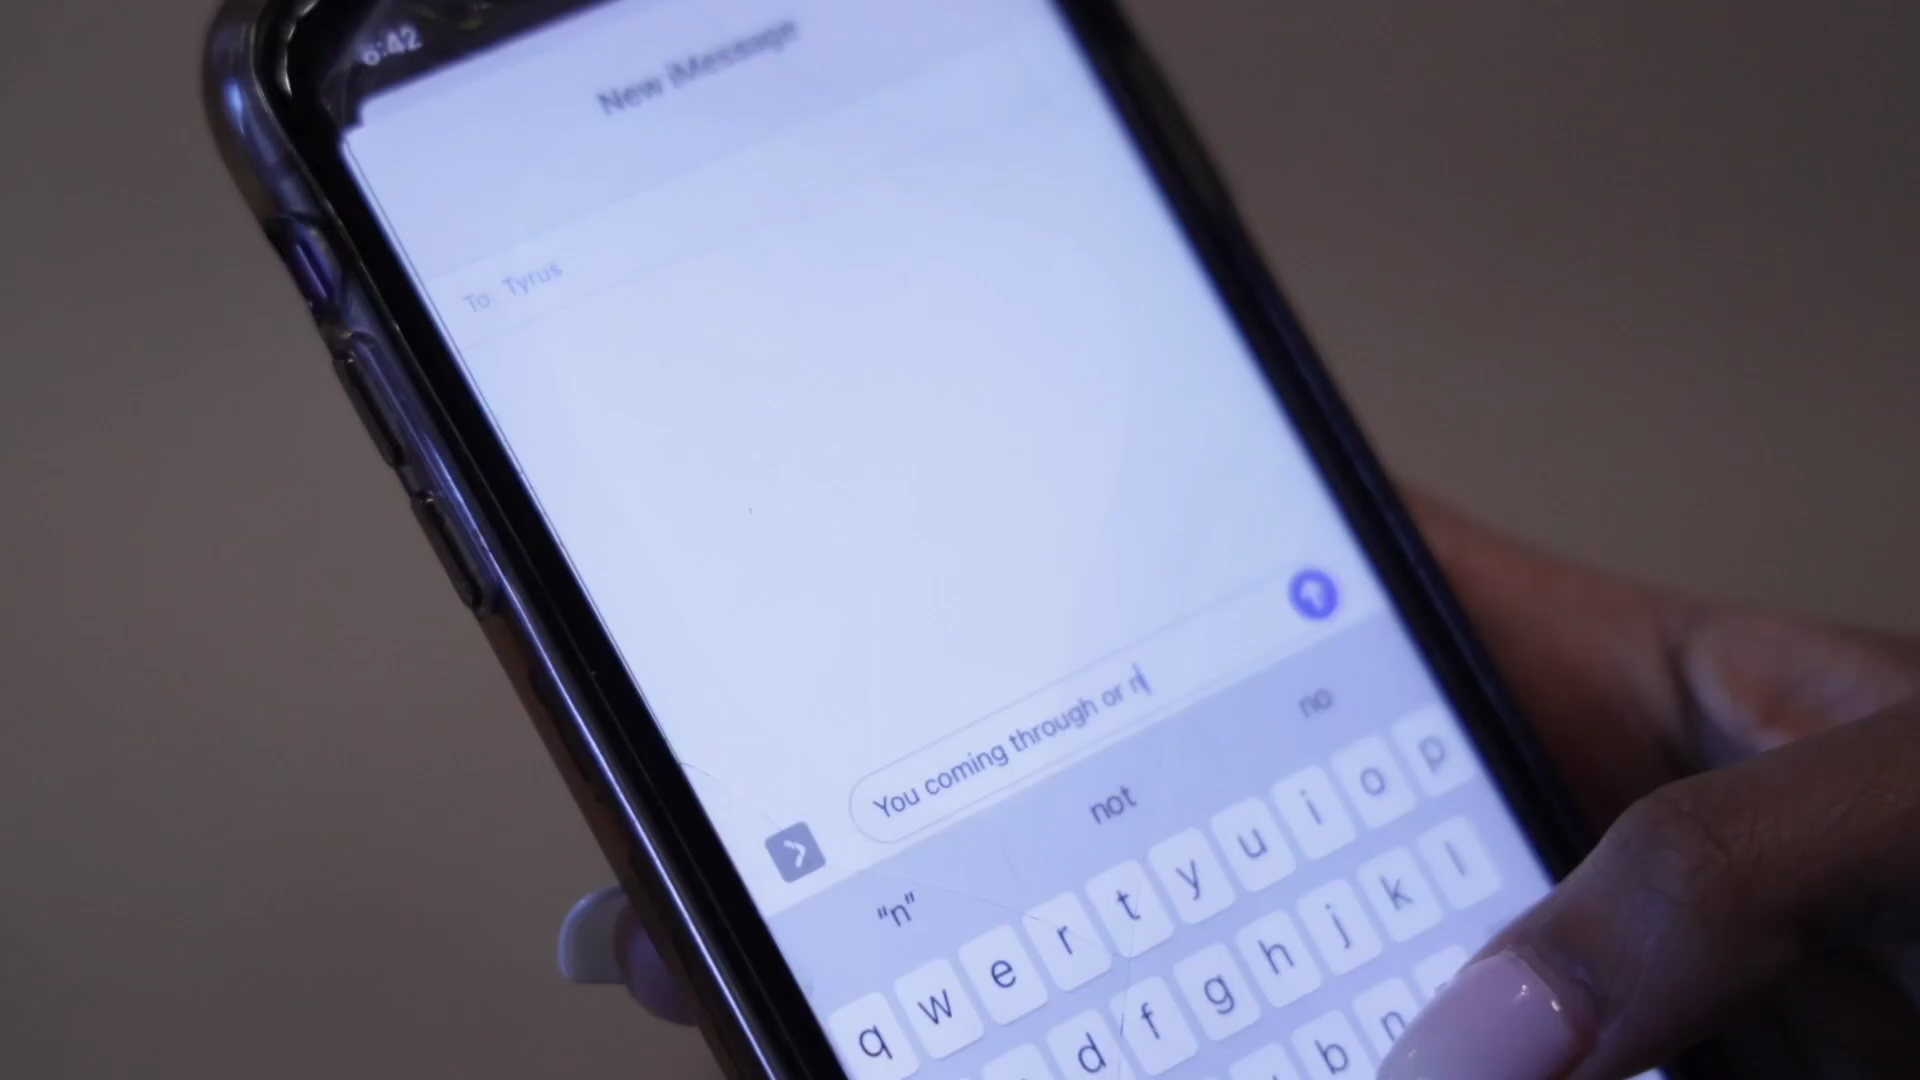 6:42
New iMessage
To: Tyrus
You coming through or n
"n" not no
q w e r t y u i o p
d f g h j k l
b n